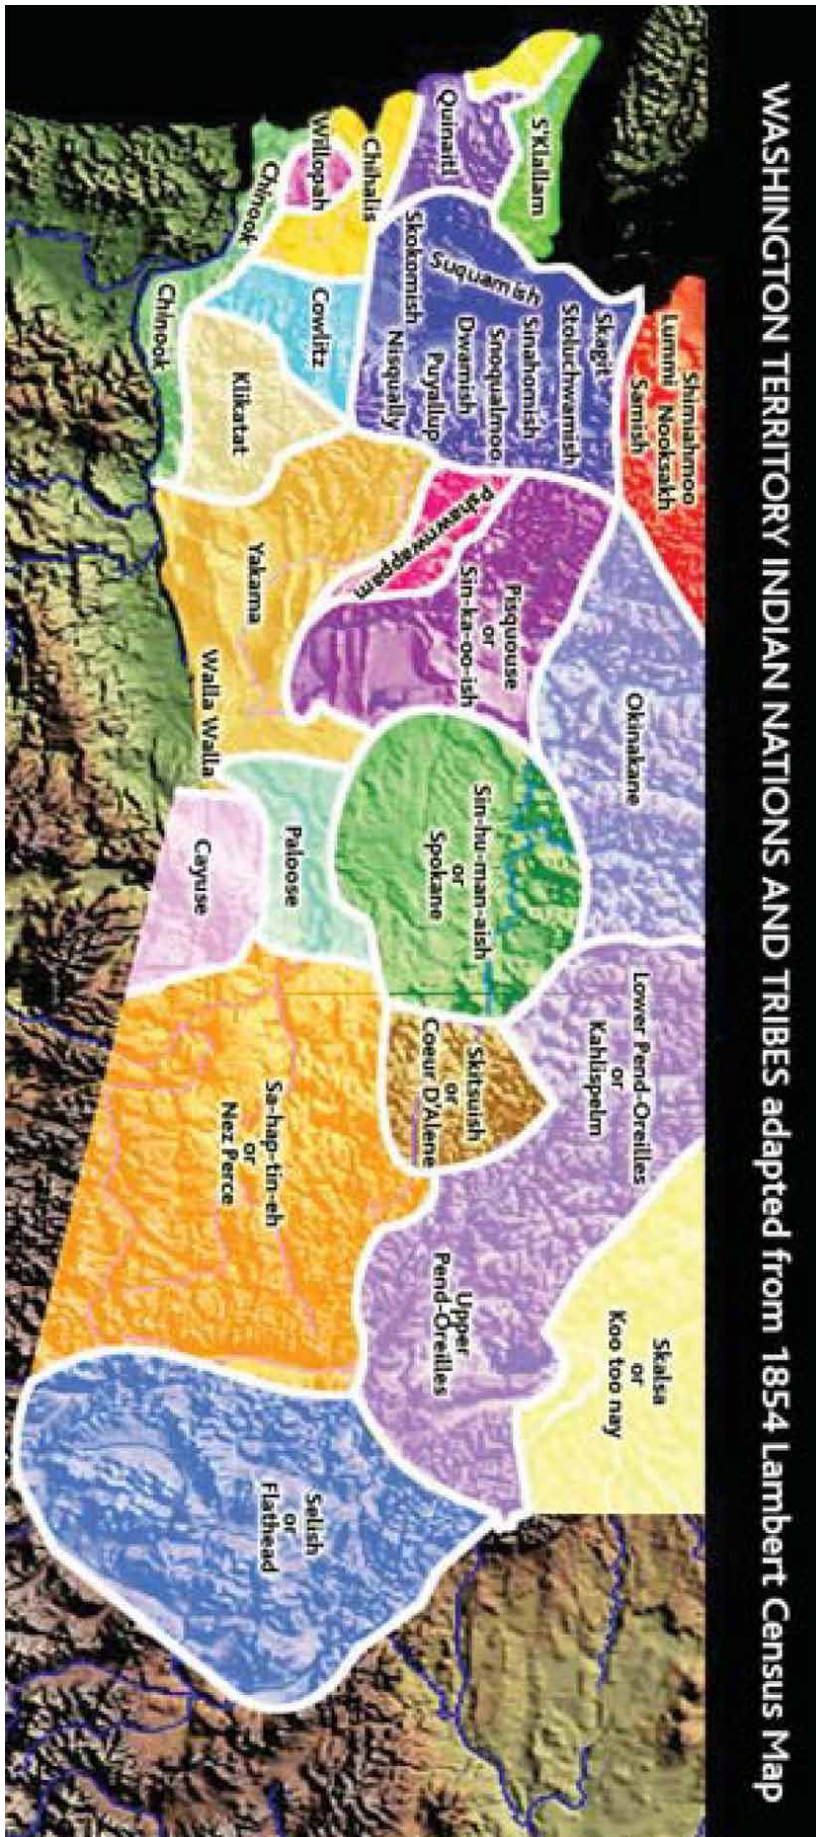 WASHINGTON TERRITORY INDIAN NATIONS AND TRIBES adapted from 1854 Lambert Census Map
S'Klallam
Quinaitl
Chihalis
Willopah
Chinook
Chinook
Cowlitz
Klikatat
Shimiahmoo
Lummi Nooksakh
Samish
Skagit
Stoluchwamish
Sinahomish
Suquamish
Snoqualmoo
Dwamish
Skokomish
Puyallup
Nisqually
Pshawnwappam
Yakama
Walla Walla
Pisquouse
or
Sin-ka-oo-ish
Okinakane
Sin-hu-man-aish
or
Spokane
Paloose
Cayuse
Lower Pend-Oreilles
or
Kahlispelm
Skitsuish
or
Coeur D'Alene
Sa-hap-tin-eh
or
Nez Perce
Upper
Pend-Oreilles
Skalsa
or
Koo too nay
Selish
or
Flathead